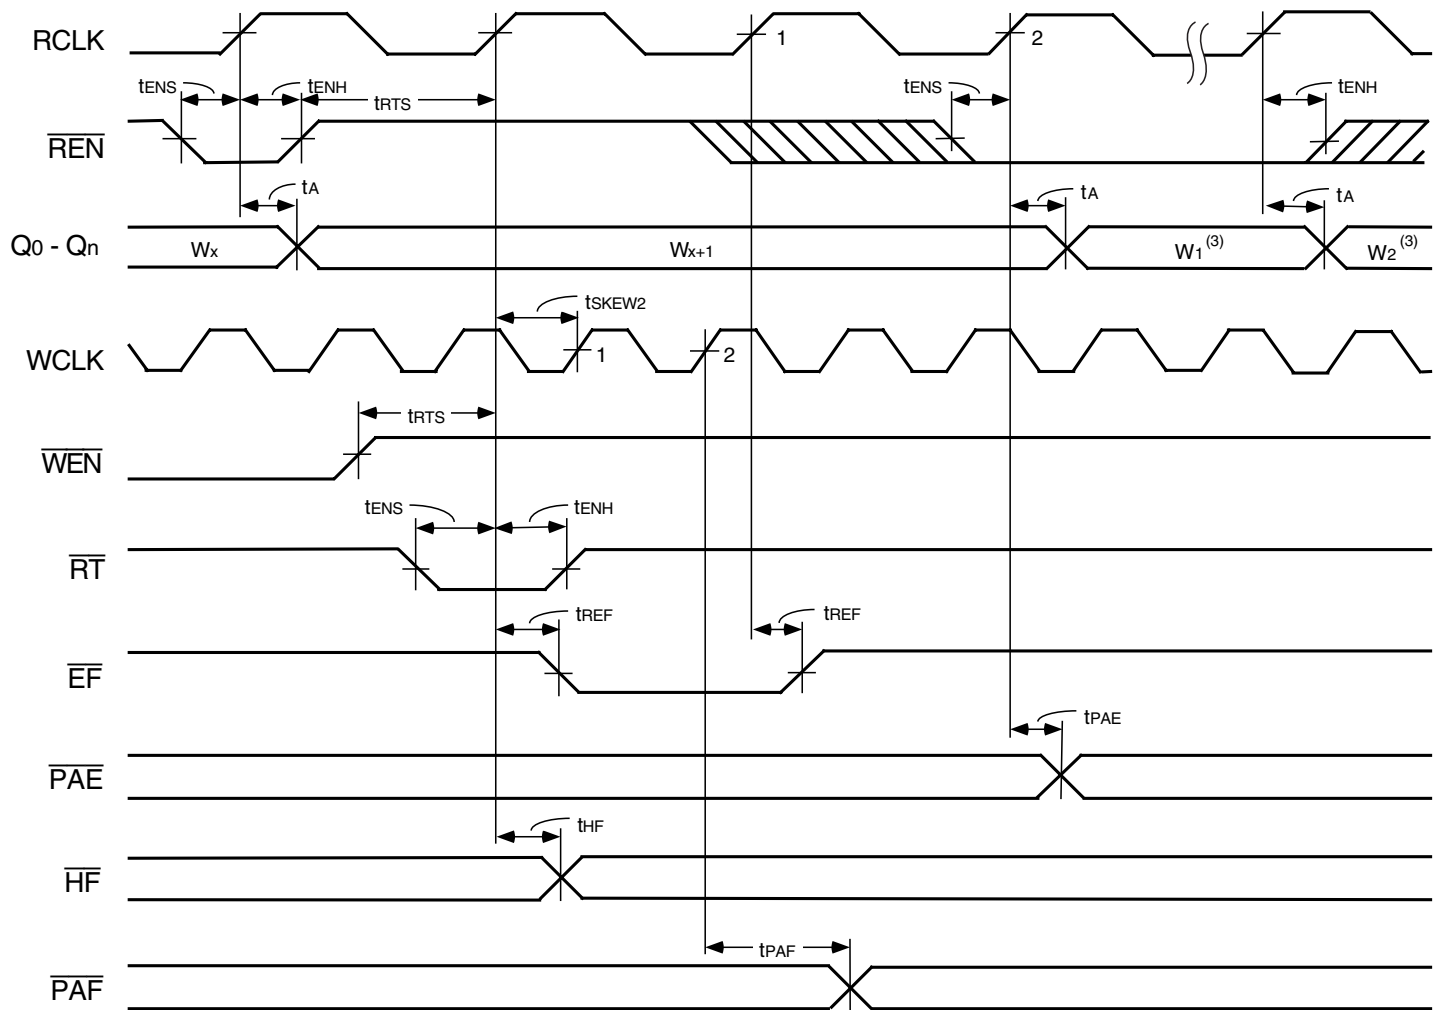 RCLK 1 2
tENS tENH tRTS tENS tENH
REN
tA tA tA
Q0 - Qn Wx Wx+1 W1(3) W2(3)
tSKEW2
WCLK 1 2
tRTS
WEN
tENS tENH
RT
tREF tREF
EF
tPAE
PAE
tHF
HF
tPAF
PAF